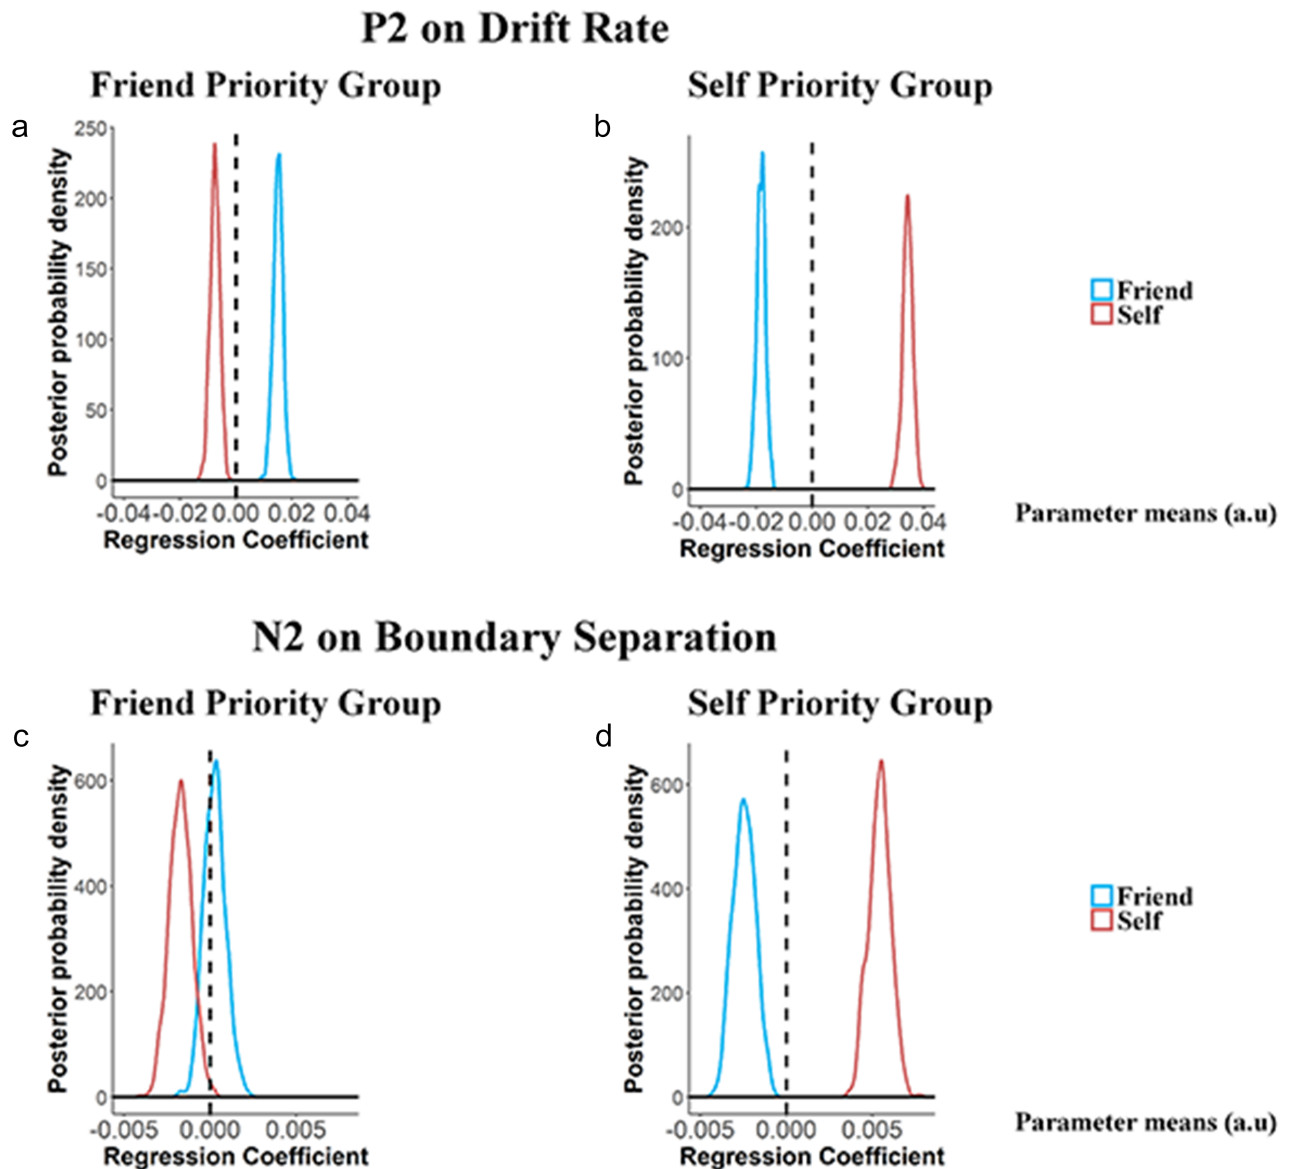 P2 on Drift Rate
Friend Priority Group
Self Priority Group
a
b
Posterior probability density
250
200
150
100
50
0
-0.04 -0.02 0.00 0.02 0.04
Regression Coefficient
Posterior probability density
200
100
0
-0.04 -0.02 0.00 0.02 0.04
Regression Coefficient
Friend
Self
Parameter means (a.u)
N2 on Boundary Separation
Friend Priority Group
Self Priority Group
c
d
Posterior probability density
600
400
200
0
-0.005 0.000 0.005
Regression Coefficient
Posterior probability density
600
400
200
0
-0.005 0.000 0.005
Regression Coefficient
Friend
Self
Parameter means (a.u)